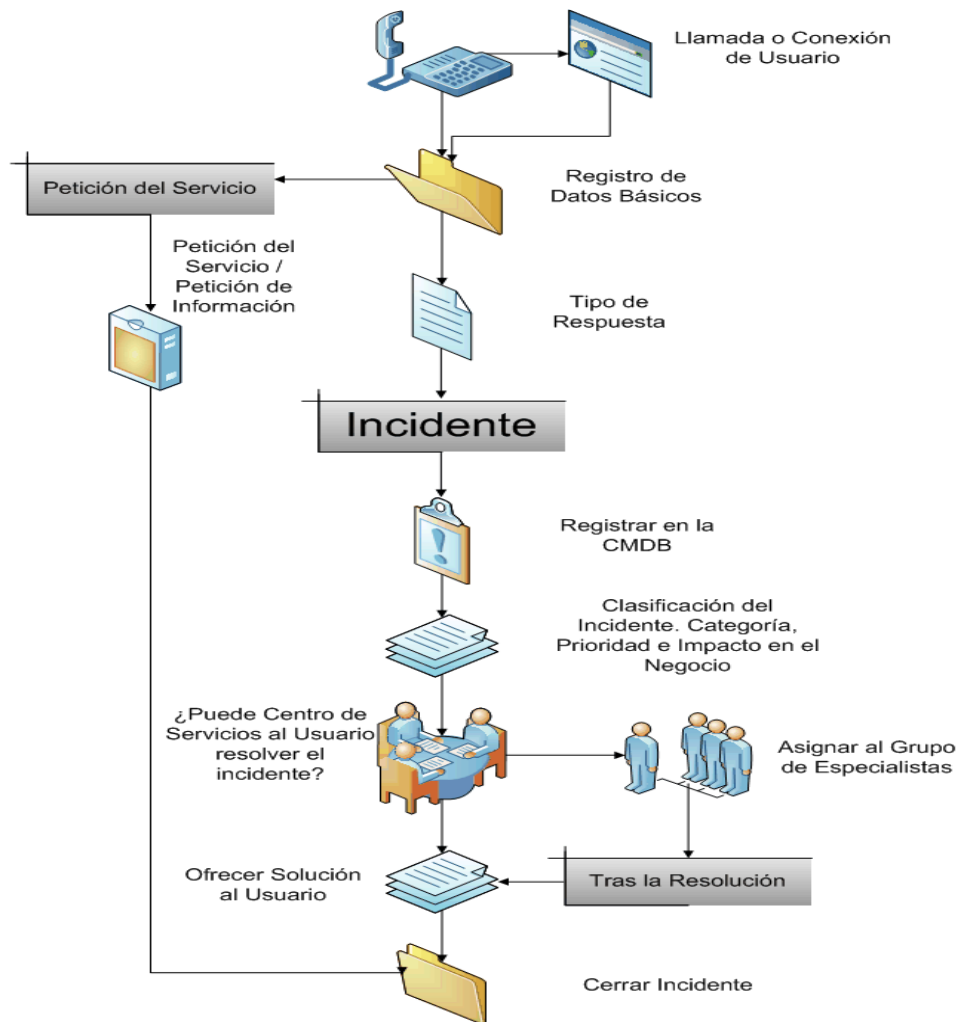 Llamada o Conexión
de Usuario
Registro de
Datos Básicos
Petición del Servicio
Petición del
Servicio /
Petición de
Información
Tipo de
Respuesta
Incidente
Registrar en la
CMDB
Clasificación del
Incidente. Categoría,
Prioridad e Impacto en el
Negocio
¿Puede Centro de
Servicios al Usuario
resolver el
incidente?
Asignar al Grupo
de Especialistas
Ofrecer Solución
al Usuario
Tras la Resolución
Cerrar Incidente